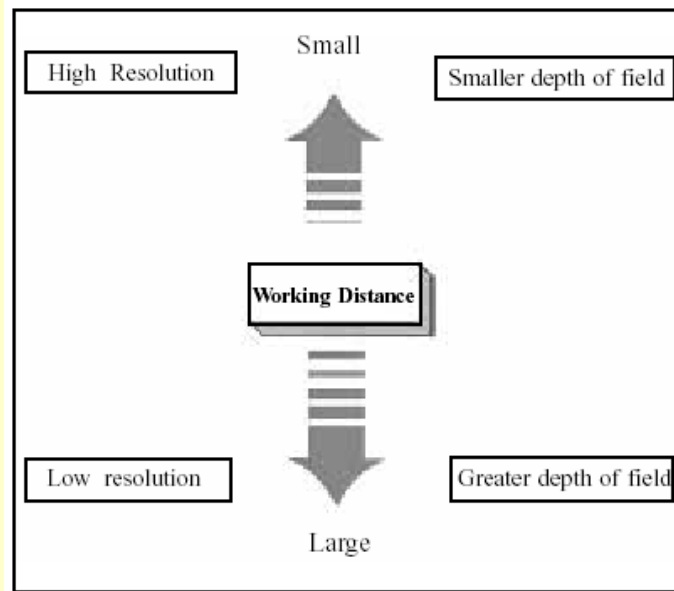 Small
High Resolution
Smaller depth of field
Working Distance
Low resolution
Greater depth of field
Large